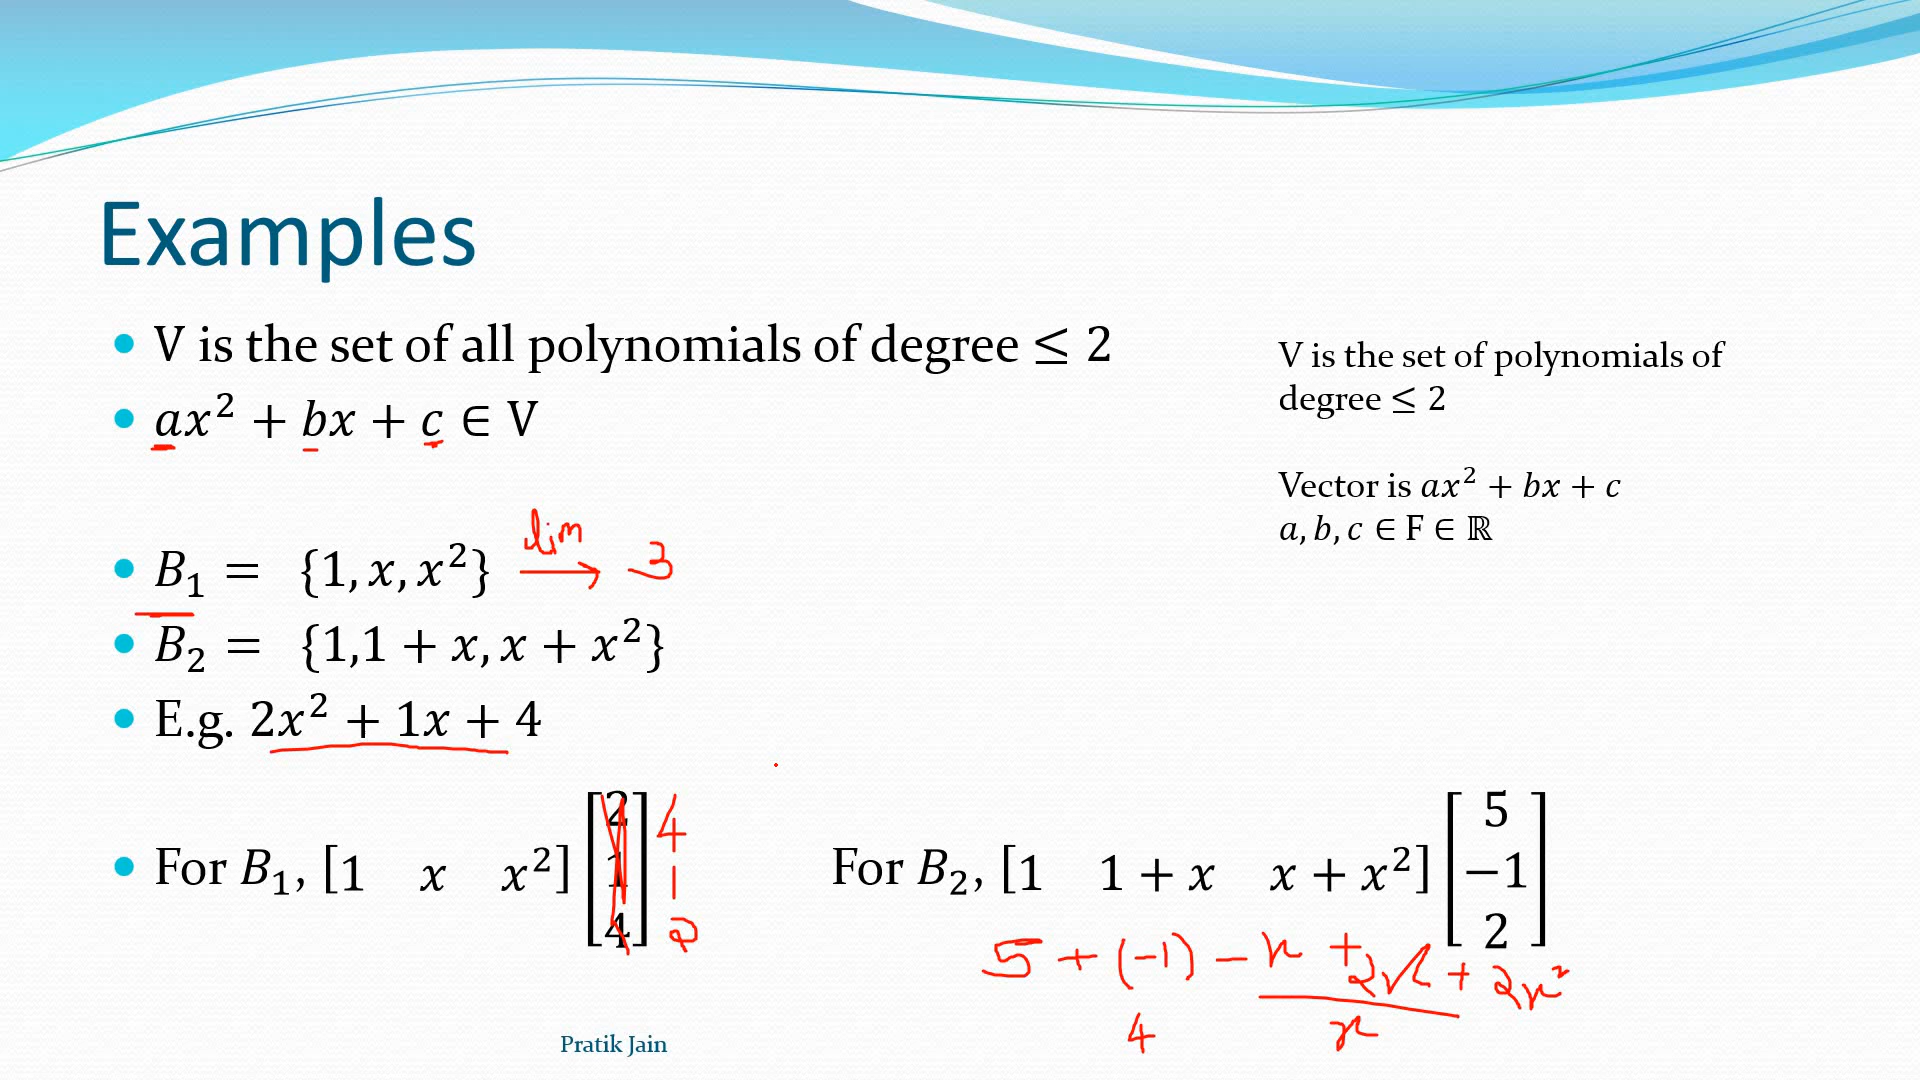 Examples
• V is the set of all polynomials of degree ≤ 2
• ax² + bx + c ∈ V
V is the set of polynomials of
degree ≤ 2
Vector is ax² + bx + c
a, b, c ∈ F ∈ ℝ
• B₁ = {1, x, x²} dim → 3
• B₂ = {1,1 + x, x + x²}
• E.g. 2x² + 1x + 4
• For B₁, [1 x x²] [2 1 4] 4 1 2
For B₂, [1 1 + x x + x²] [5 −1 2]
5 + (-1) - x + 2x + 2x²
4 x
Pratik Jain